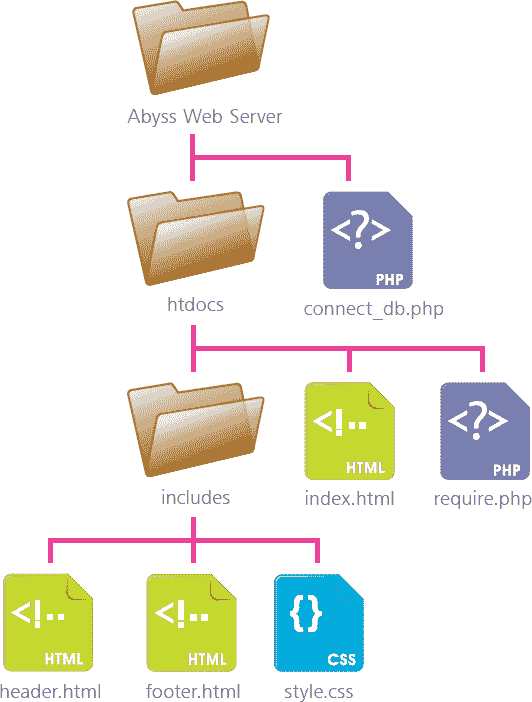 Abyss Web Server
<?>
PHP
htdocs
connect_db.php
<!..
HTML
<?>
PHP
includes
index.html
require.php
<!..
HTML
<!..
HTML
{}
CSS
header.html
footer.html
style.css